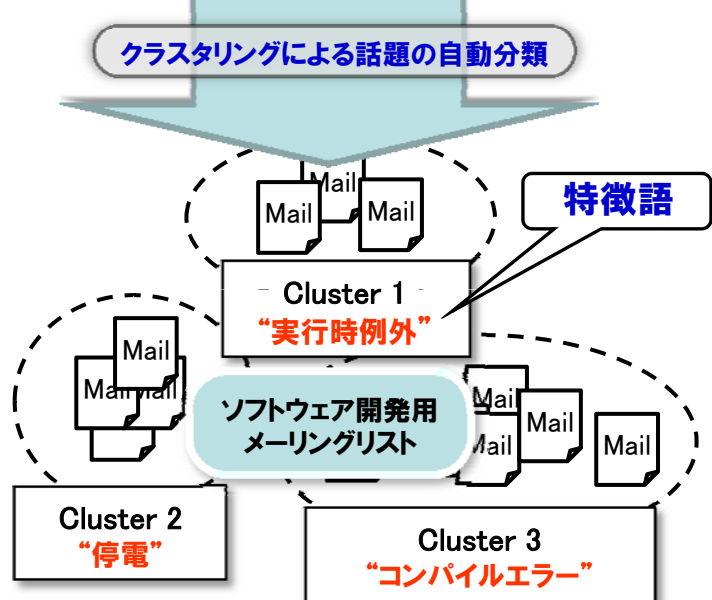 クラスタリングによる話題の自動分類
Mail
Mail
Mail
特徴語
Cluster 1
“実行時例外”
Mail
Mail
Mail
ソフトウェア開発用
メーリングリスト
Mail
Mail
Mail
Mail
Cluster 2
“停電”
Cluster 3
“コンパイルエラー”